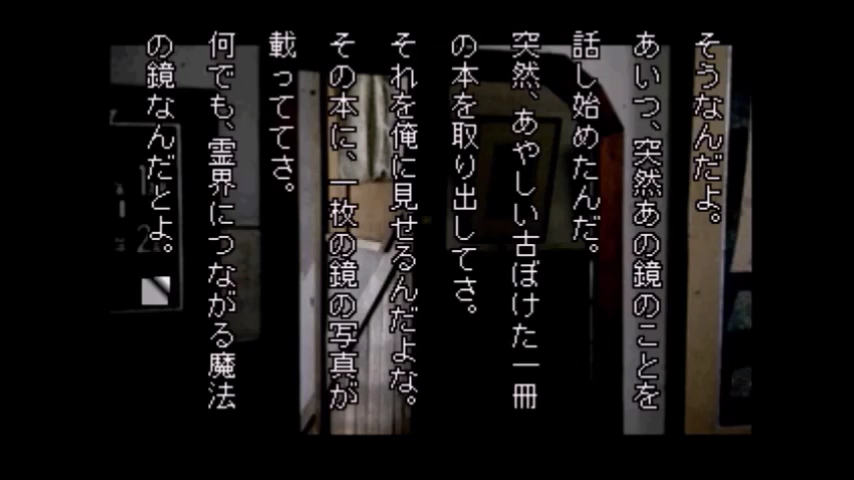 そうなんだよ。
あいつ、突然あの鏡のことを
話し始めたんだ。
突然、あやしい古ぼけた一冊
の本を取り出してさ。
それを俺に見せるんだよな。
その本に、一枚の鏡の写真が
載っててさ。
何でも、霊界につながる魔法
の鏡なんだとよ。